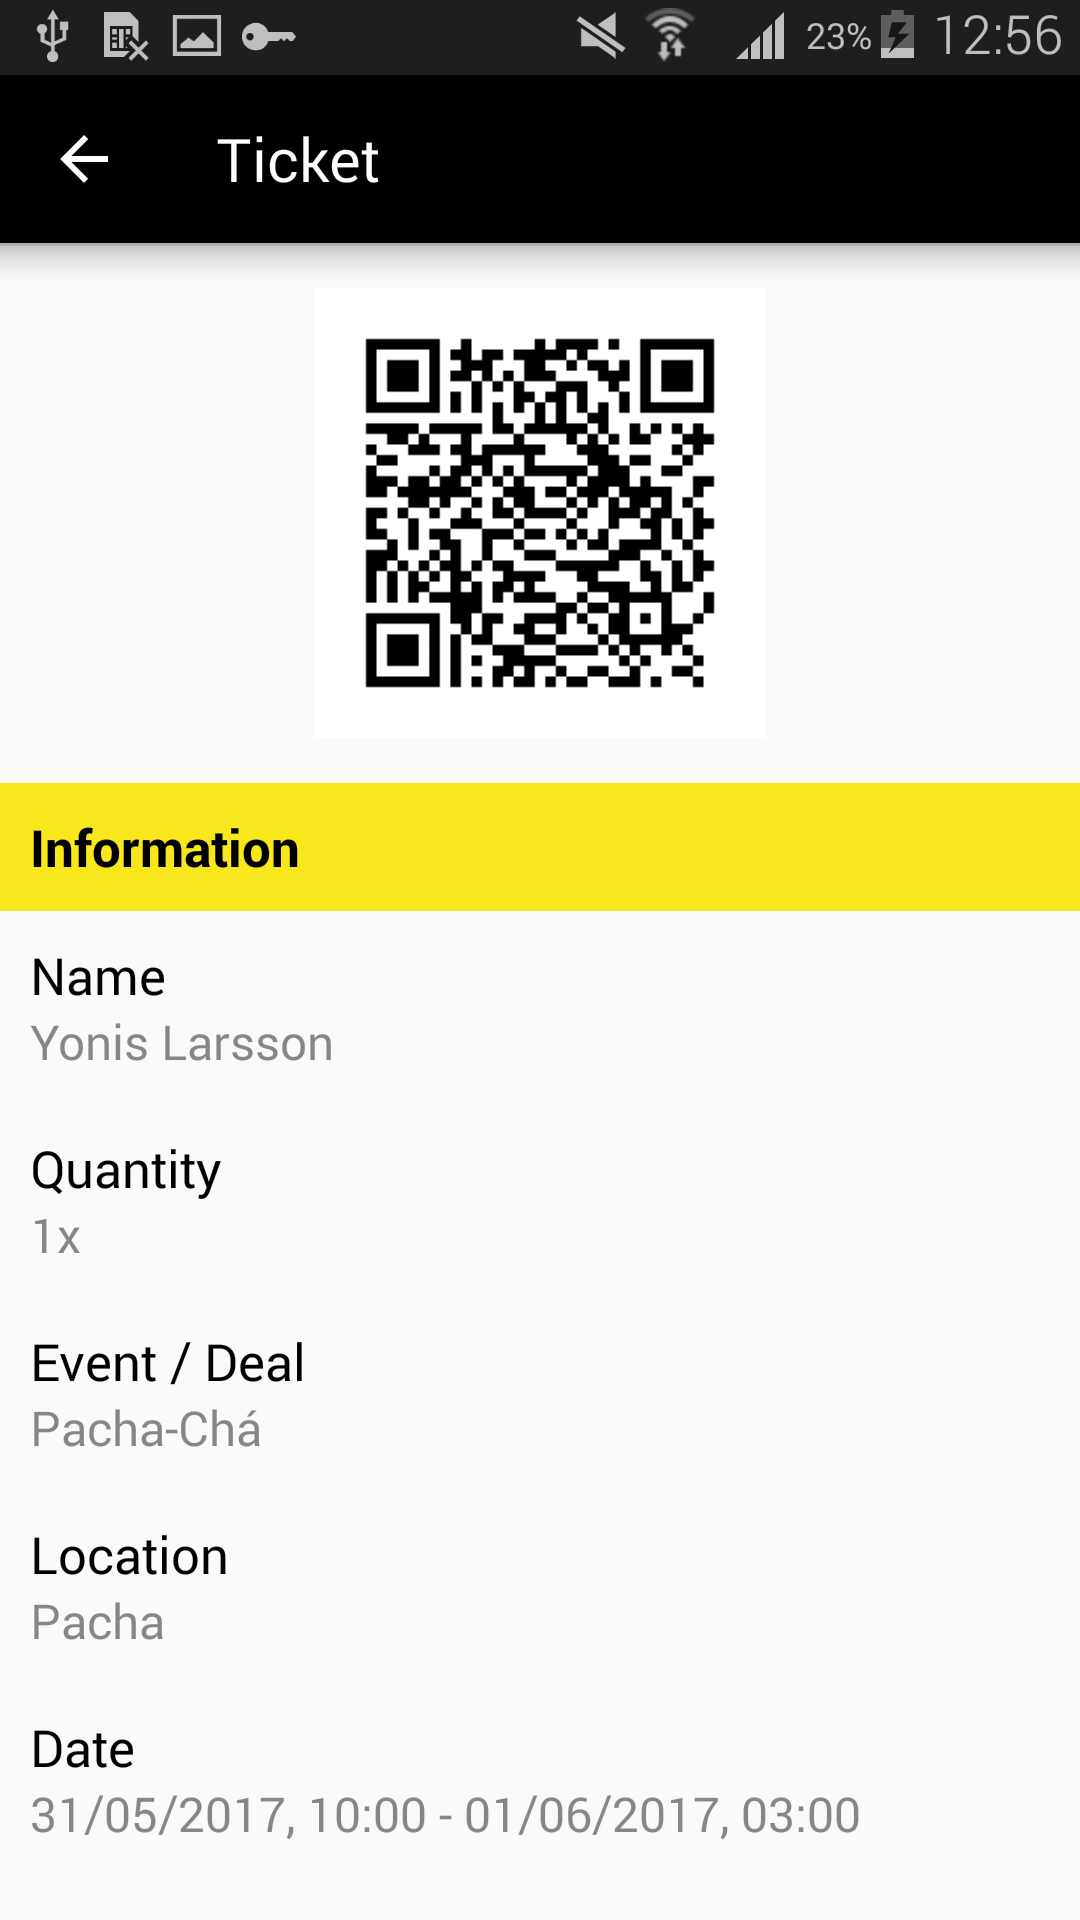 23% 12:56
Ticket
Information
Name
Yonis Larsson
Quantity
1x
Event / Deal
Pacha-Chá
Location
Pacha
Date
31/05/2017, 10:00 - 01/06/2017, 03:00